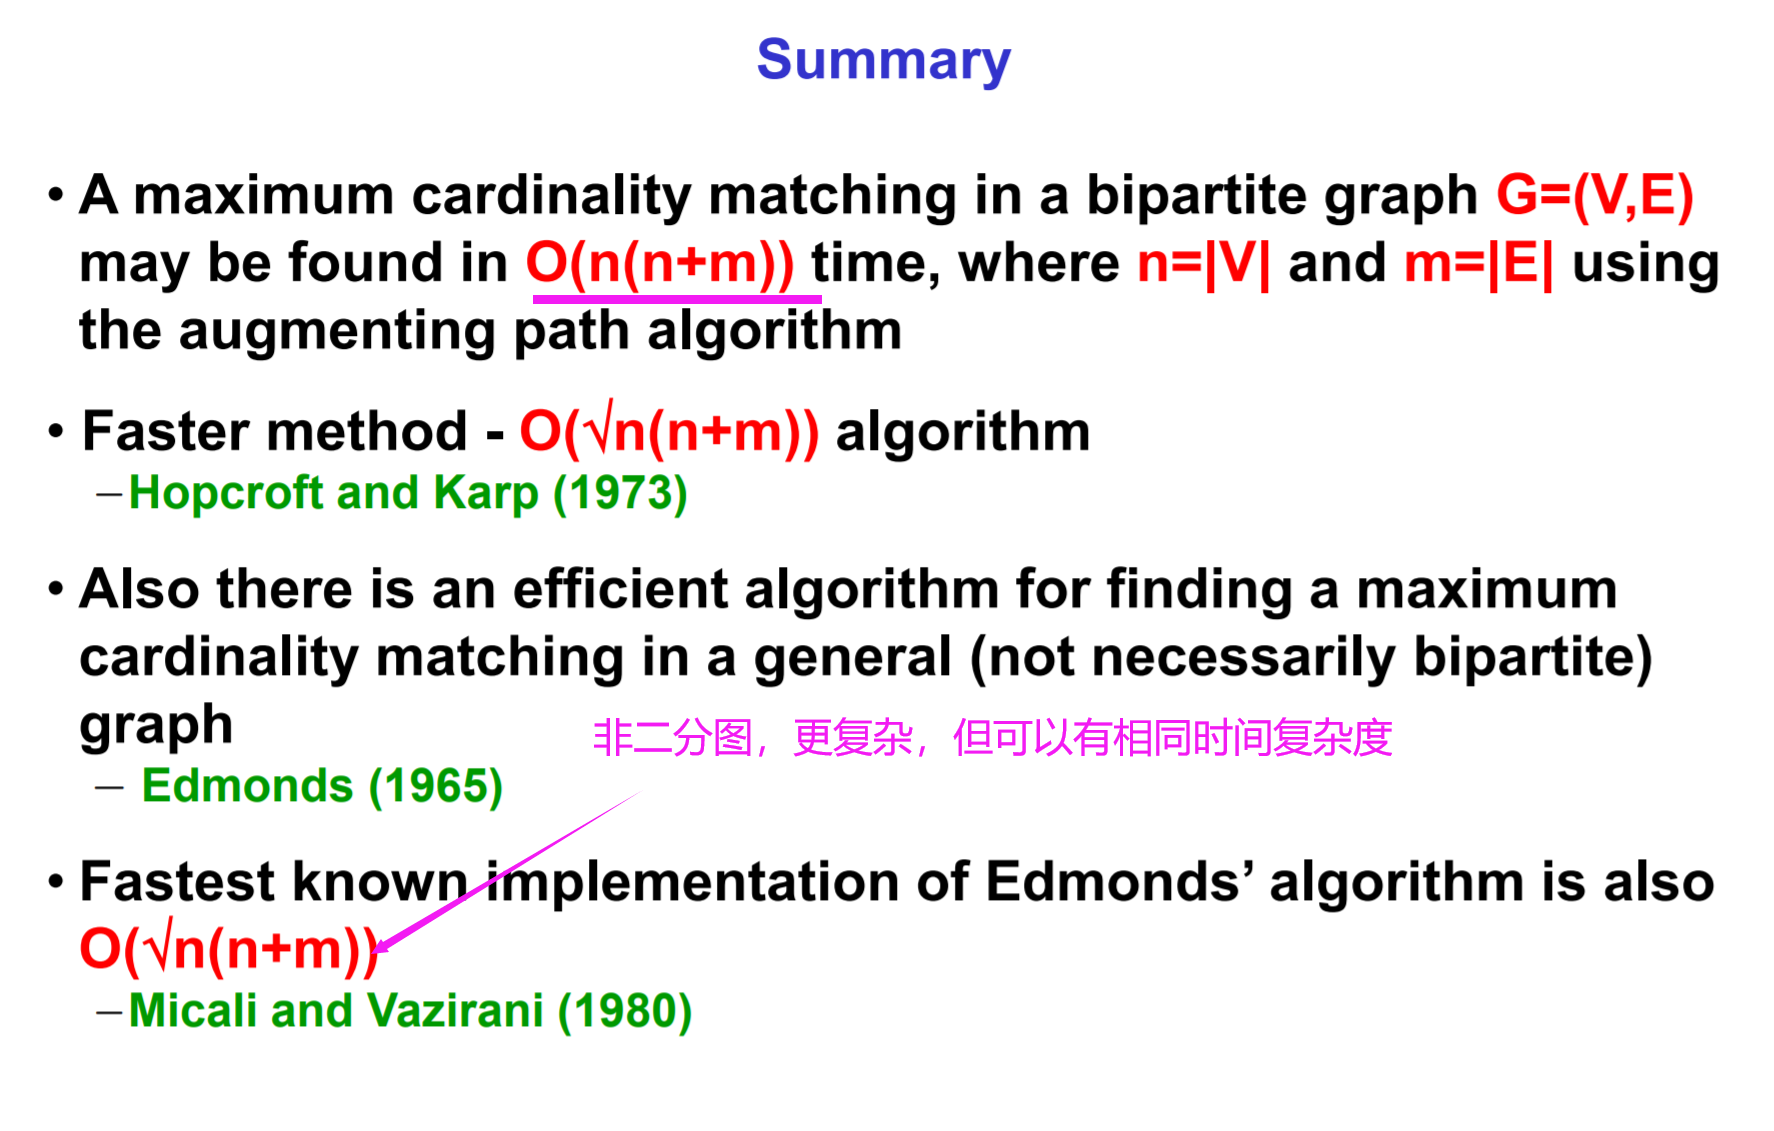 Summary
• A maximum cardinality matching in a bipartite graph G=(V,E)
may be found in O(n(n+m)) time, where n=|V| and m=|E| using
the augmenting path algorithm
• Faster method - O(√n(n+m)) algorithm
–Hopcroft and Karp (1973)
• Also there is an efficient algorithm for finding a maximum
cardinality matching in a general (not necessarily bipartite)
graph
非二分图，更复杂，但可以有相同时间复杂度
– Edmonds (1965)
• Fastest known implementation of Edmonds’ algorithm is also
O(√n(n+m))
–Micali and Vazirani (1980)